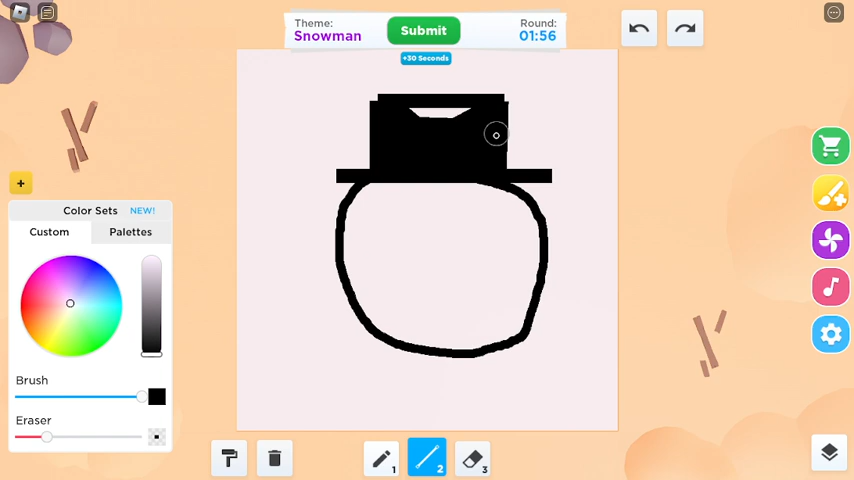 Theme:
Snowman
Submit
Round:
01:56
+30 Seconds
+
Color Sets NEW!
Custom Palettes
Brush
Eraser
1
2
3